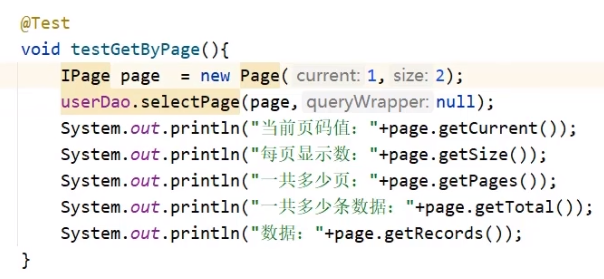 @Test
void testGetByPage(){
IPage page  = new Page( current: 1, size: 2);
userDao.selectPage(page, queryWrapper: null);
System.out.println("当前页码值："+page.getCurrent());
System.out.println("每页显示数："+page.getSize());
System.out.println("一共多少页："+page.getPages());
System.out.println("一共多少条数据："+page.getTotal());
System.out.println("数据："+page.getRecords());
}